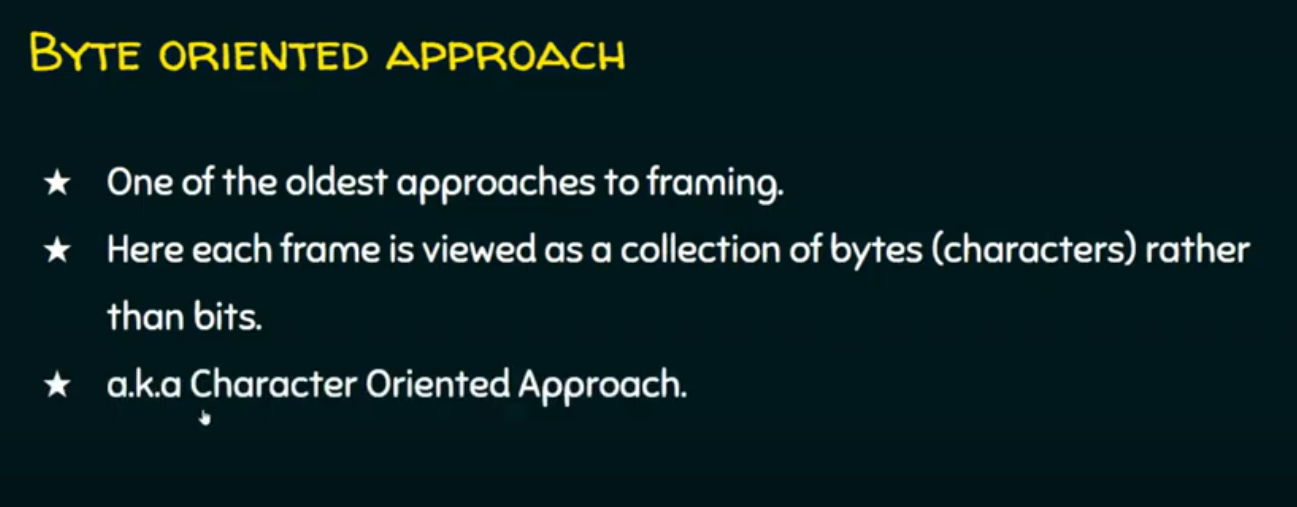 BYTE ORIENTED APPROACH
★ One of the oldest approaches to framing.
★ Here each frame is viewed as a collection of bytes (characters) rather
than bits.
★ a.k.a Character Oriented Approach.